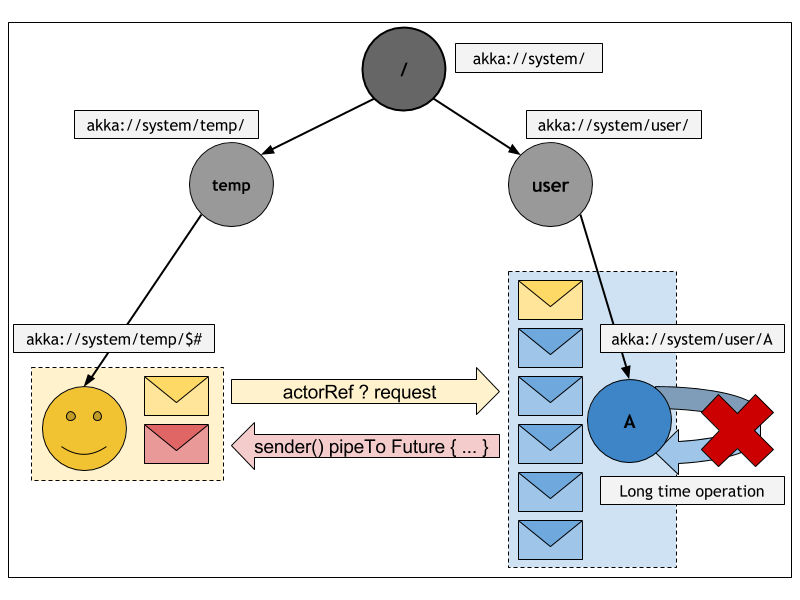 /
akka://system/
akka://system/temp/
akka://system/user/
temp
user
akka://system/temp/$#
akka://system/user/A
actorRef ? request
A
sender() pipeTo Future { ... }
Long time operation